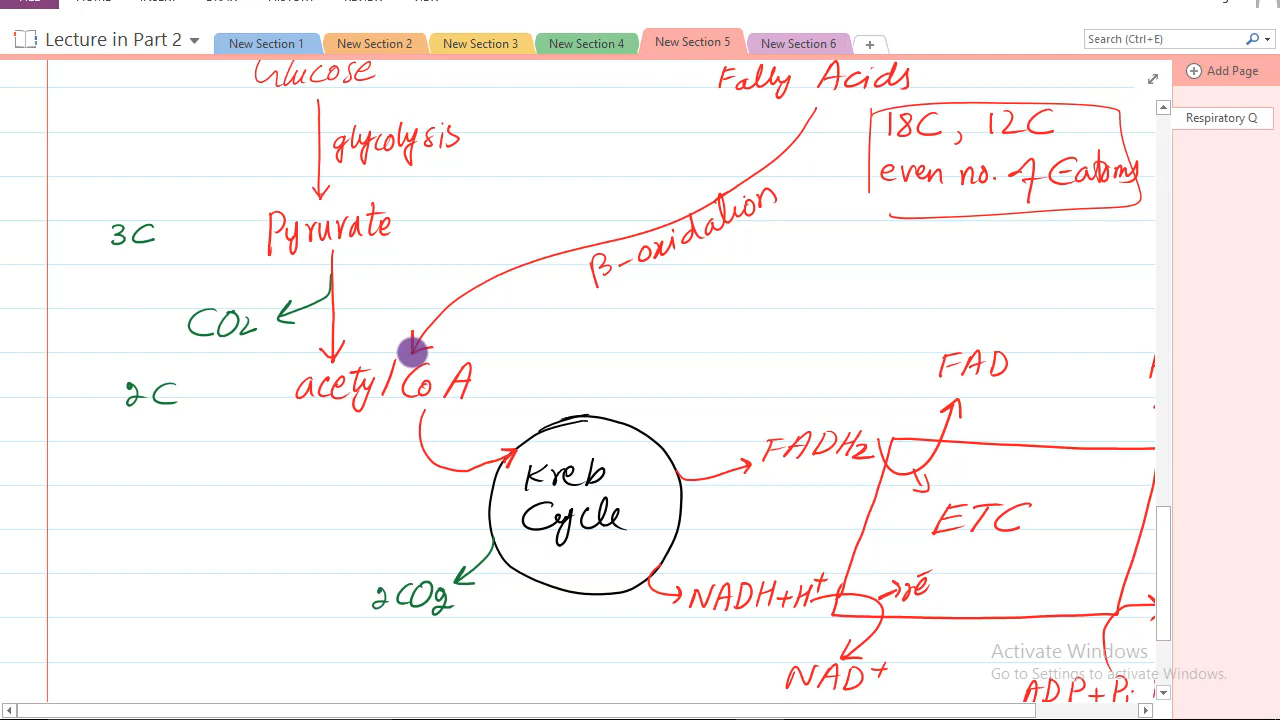 Lecture in Part 2
New Section 1
New Section 2
New Section 3
New Section 4
New Section 5
New Section 6
Search (Ctrl+E)
Add Page
Respiratory Q
Glucose
Fatty Acids
18C, 12C
even no. of
glycolysis
3C
Pyruvate
β-oxidation
CO2
2C
acetyl CoA
FAD
Kreb
Cycle
FADH2
ETC
2CO2
NADH+H+
NAD+
ADP+Pi
Activate Windows
Go to Settings to activate Windows.